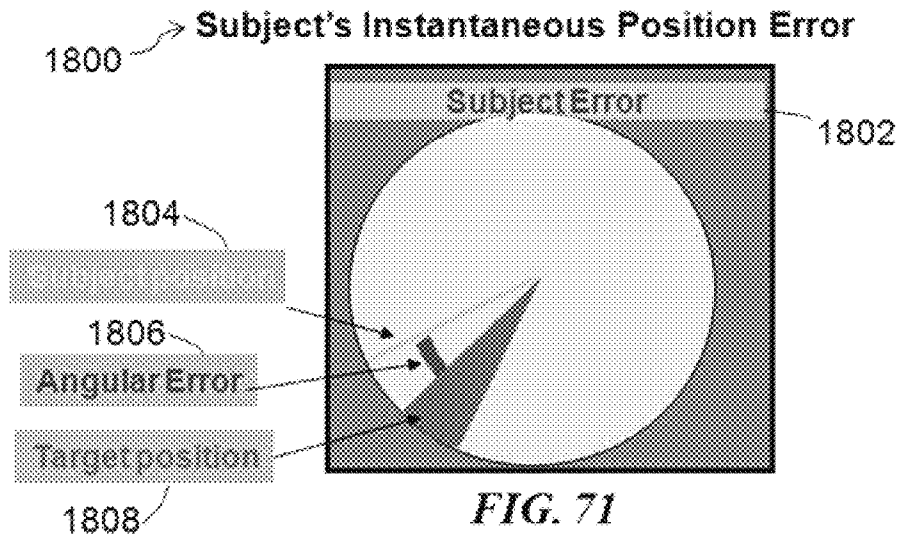 Subject's Instantaneous Position Error
1800
Subject Error
1802
1804
1806
Angular Error
Target position
1808
FIG. 71